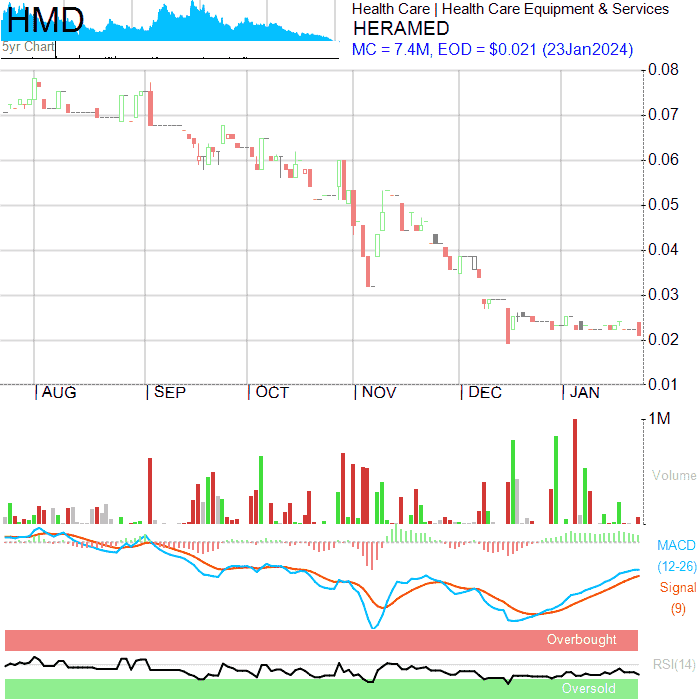 HMD
5yr Chart
Health Care | Health Care Equipment & Services
HERAMED
MC = 7.4M, EOD = $0.021 (23Jan2024)
0.08
0.07
0.06
0.05
0.04
0.03
0.02
0.01
AUG SEP OCT NOV DEC JAN
1M
Volume
MACD
(12-26)
Signal
(9)
Overbought
RSI(14)
Oversold